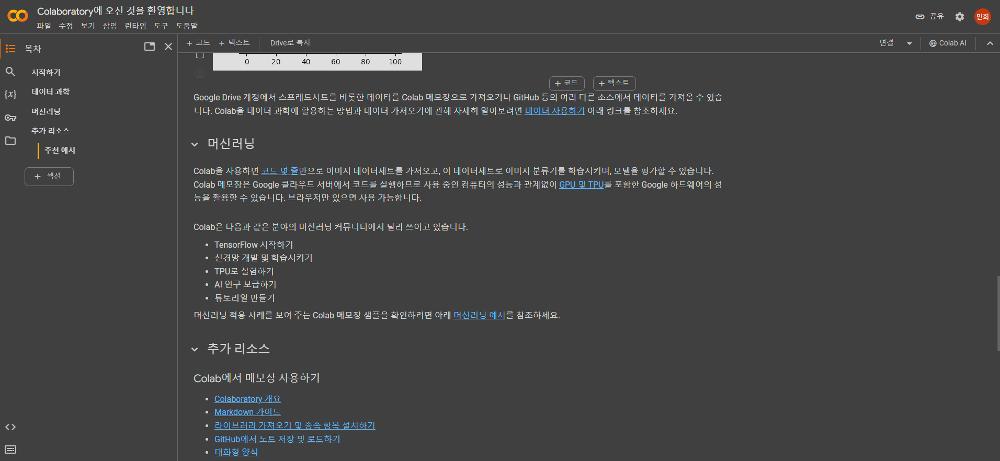 Colaboratory에 오신 것을 환영합니다
파일 수정 보기 삽입 런타임 도구 도움말
공유
민희
목차
시작하기
데이터 과학
머신러닝
추가 리소스
추천 예시
+ 섹션
+ 코드 + 텍스트 Drive로 복사
연결 Colab AI
[ ]
0 20 40 60 80 100
+ 코드 + 텍스트
Google Drive 계정에서 스프레드시트를 비롯한 데이터를 Colab 메모장으로 가져오거나 GitHub 등의 여러 다른 소스에서 데이터를 가져올 수 있습
니다. Colab을 데이터 과학에 활용하는 방법과 데이터 가져오기에 관해 자세히 알아보려면 데이터 사용하기 아래 링크를 참조하세요.
머신러닝
Colab을 사용하면 코드 몇 줄만으로 이미지 데이터세트를 가져오고, 이 데이터세트로 이미지 분류기를 학습시키며, 모델을 평가할 수 있습니다.
Colab 메모장은 Google 클라우드 서버에서 코드를 실행하므로 사용 중인 컴퓨터의 성능과 관계없이 GPU 및 TPU를 포함한 Google 하드웨어의 성
능을 활용할 수 있습니다. 브라우저만 있으면 사용 가능합니다.
Colab은 다음과 같은 분야의 머신러닝 커뮤니티에서 널리 쓰이고 있습니다.
• TensorFlow 시작하기
• 신경망 개발 및 학습시키기
• TPU로 실험하기
• AI 연구 보급하기
• 튜토리얼 만들기
머신러닝 적용 사례를 보여 주는 Colab 메모장 샘플을 확인하려면 아래 머신러닝 예시를 참조하세요.
추가 리소스
Colab에서 메모장 사용하기
• Colaboratory 개요
• Markdown 가이드
• 라이브러리 가져오기 및 종속 항목 설치하기
• GitHub에서 노트 저장 및 로드하기
• 대화형 양식